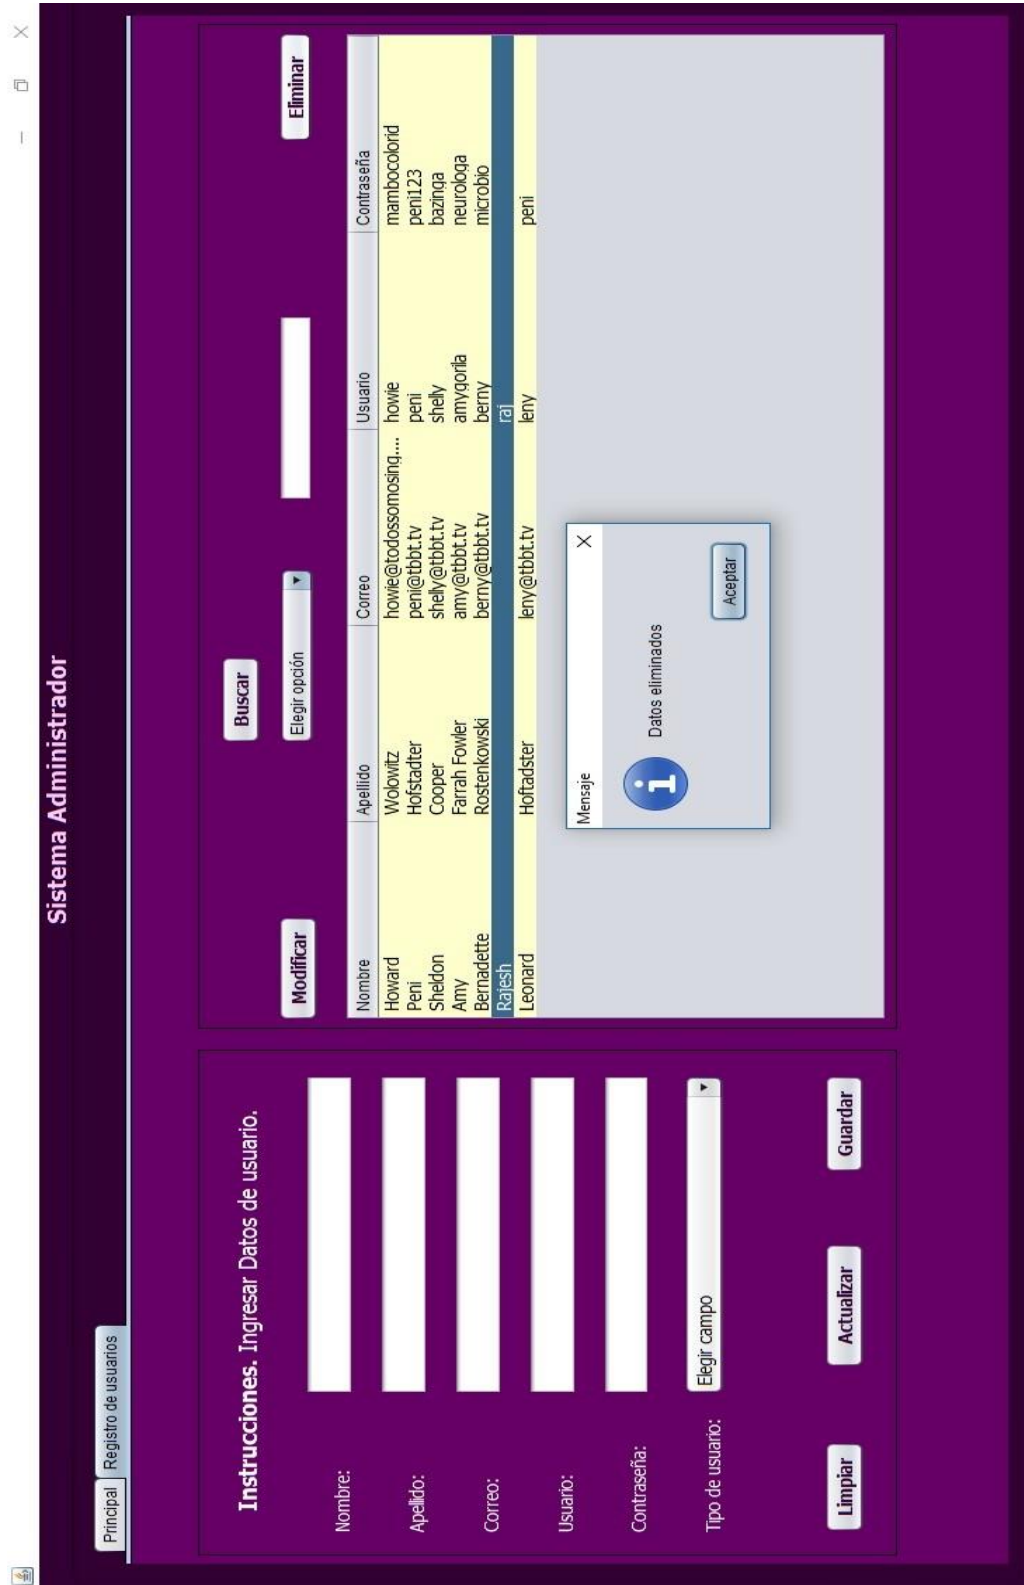 Sistema Administrador
Principal Registro de usuarios
Instrucciones. Ingresar Datos de usuario.
Nombre:
Apellido:
Correo:
Usuario:
Contraseña:
Tipo de usuario: Elegir campo
Limpiar Actualizar Guardar
Buscar
Modificar Elegir opción Eliminar
Nombre Apellido Correo Usuario Contraseña
Howard Wolowitz howie@todossomosing.... howie mambocolorid
Peni Hofstadter peni@tbbt.tv peni peni123
Sheldon Cooper shelly@tbbt.tv shelly bazinga
Amy Farrah Fowler amy@tbbt.tv amygorila neurologa
Bernadette Rostenkowski berny@tbbt.tv berny microbio
Rajesh raj
Leonard Hoftadster leny@tbbt.tv leny peni
Mensaje
Datos eliminados
Aceptar